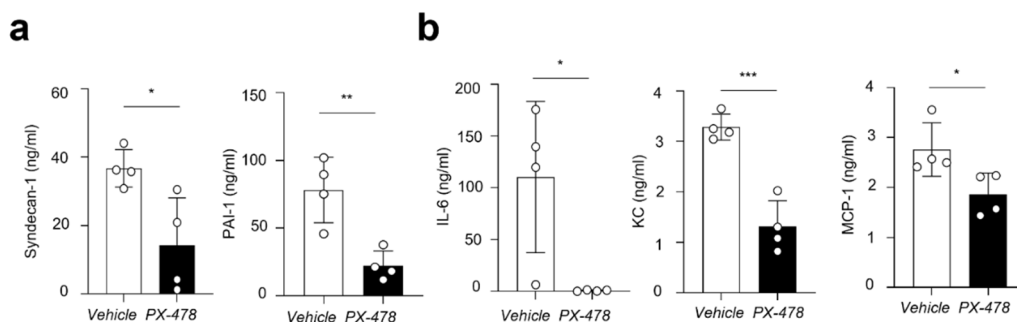 a
b
Syndecan-1 (ng/ml)
60
40
20
0
*
Vehicle PX-478
PAI-1 (ng/ml)
150
100
50
0
**
Vehicle PX-478
IL-6 (ng/ml)
200
150
100
50
0
*
Vehicle PX-478
KC (ng/ml)
4
3
2
1
0
***
Vehicle PX-478
MCP-1 (ng/ml)
4
3
2
1
0
*
Vehicle PX-478